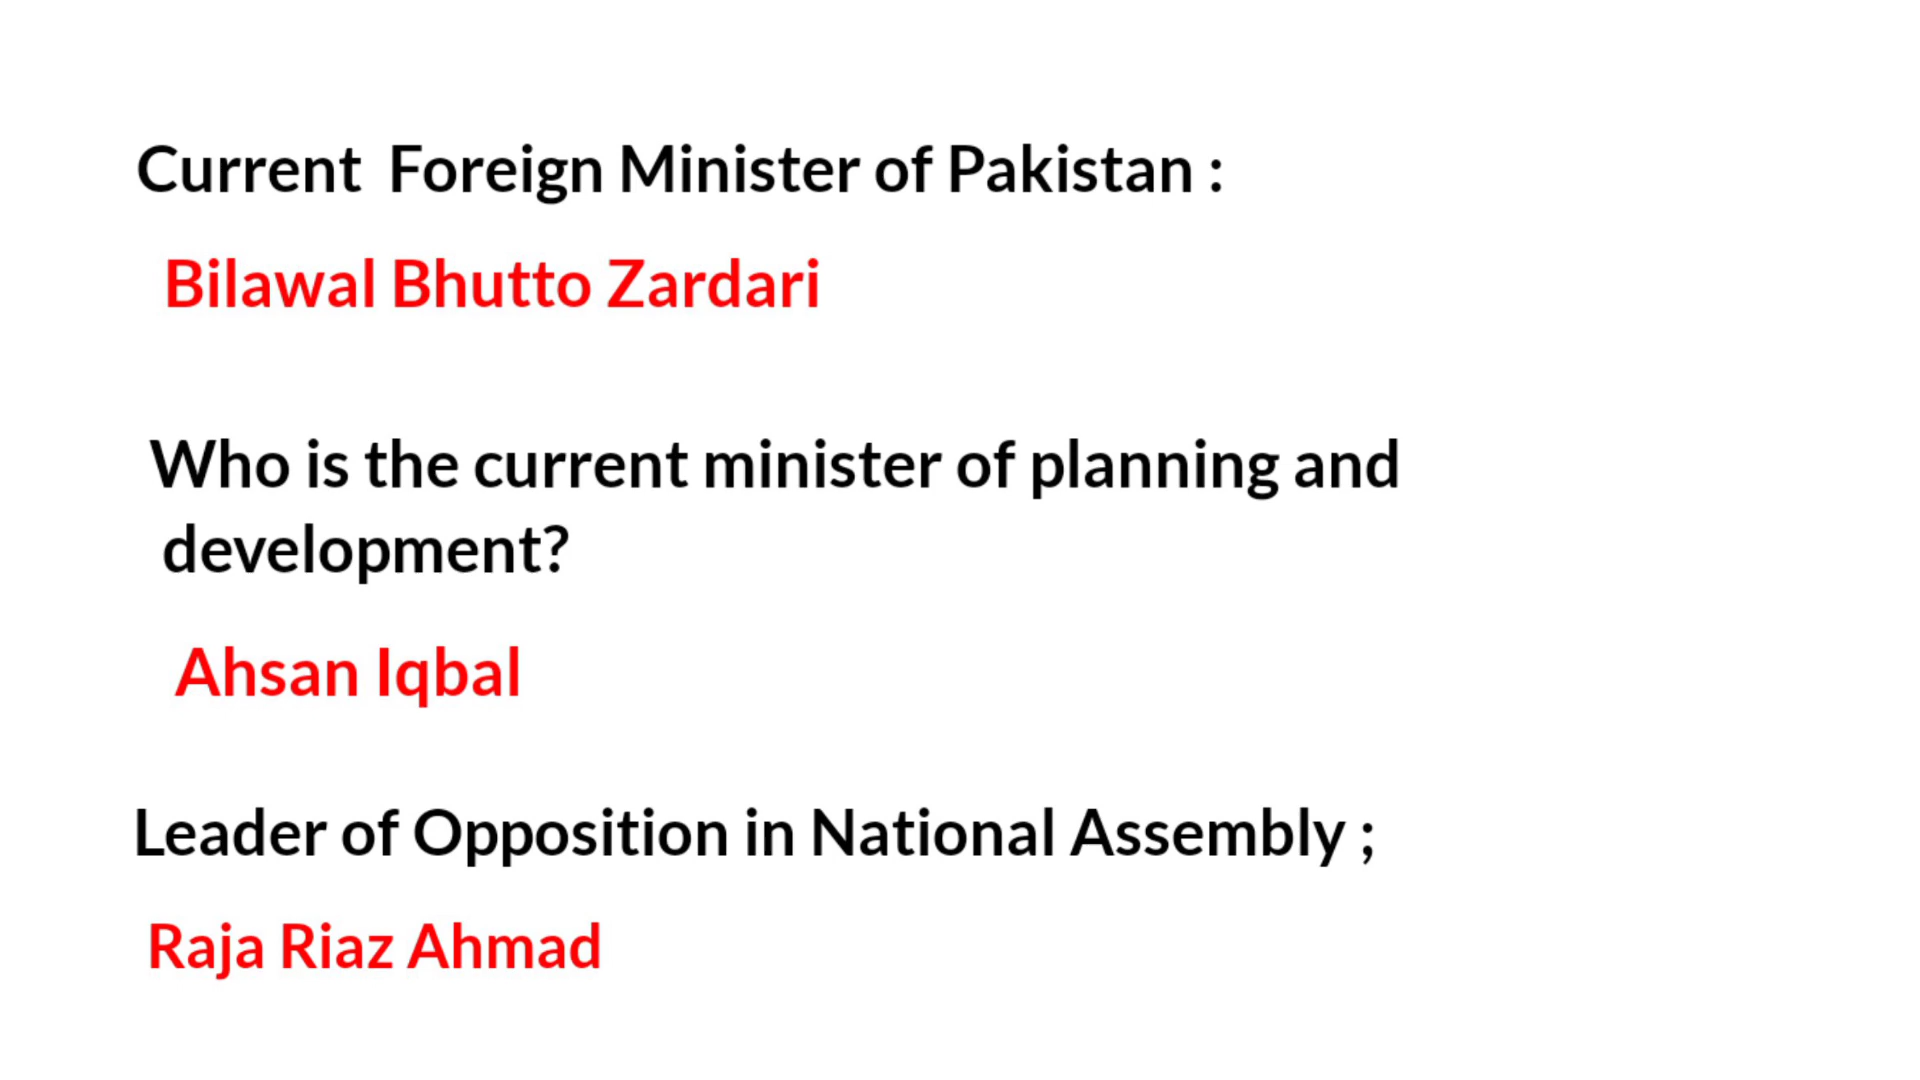 Current  Foreign Minister of Pakistan :
Bilawal Bhutto Zardari
Who is the current minister of planning and
development?
Ahsan Iqbal
Leader of Opposition in National Assembly ;
Raja Riaz Ahmad